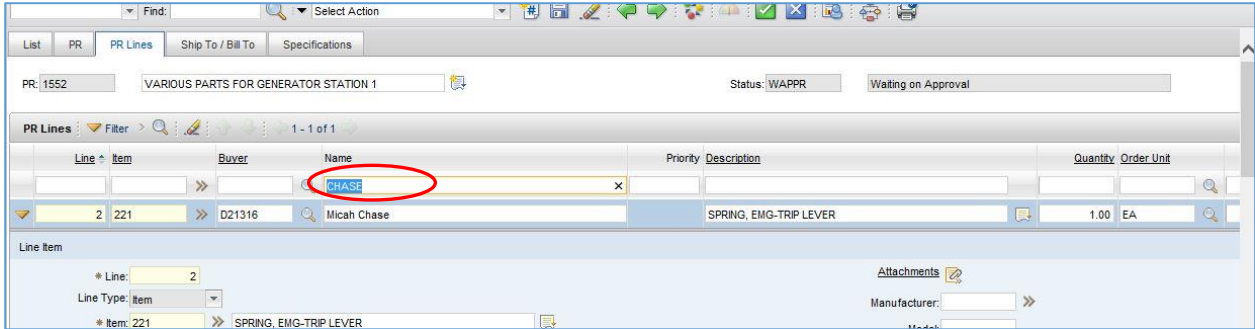 Find: Select Action
List PR PR Lines Ship To / Bill To Specifications
PR: 1552 VARIOUS PARTS FOR GENERATOR STATION 1 Status: WAPPR Waiting on Approval
PR Lines Filter 1 - 1 of 1
Line Item Buyer Name Priority Description Quantity Order Unit
CHASE x
2 221 D21316 Micah Chase SPRING, EMG-TRIP LEVER 1.00 EA
Line Item
* Line: 2 Attachments
Line Type: Item Manufacturer:
* Item: 221 SPRING, EMG-TRIP LEVER Model: